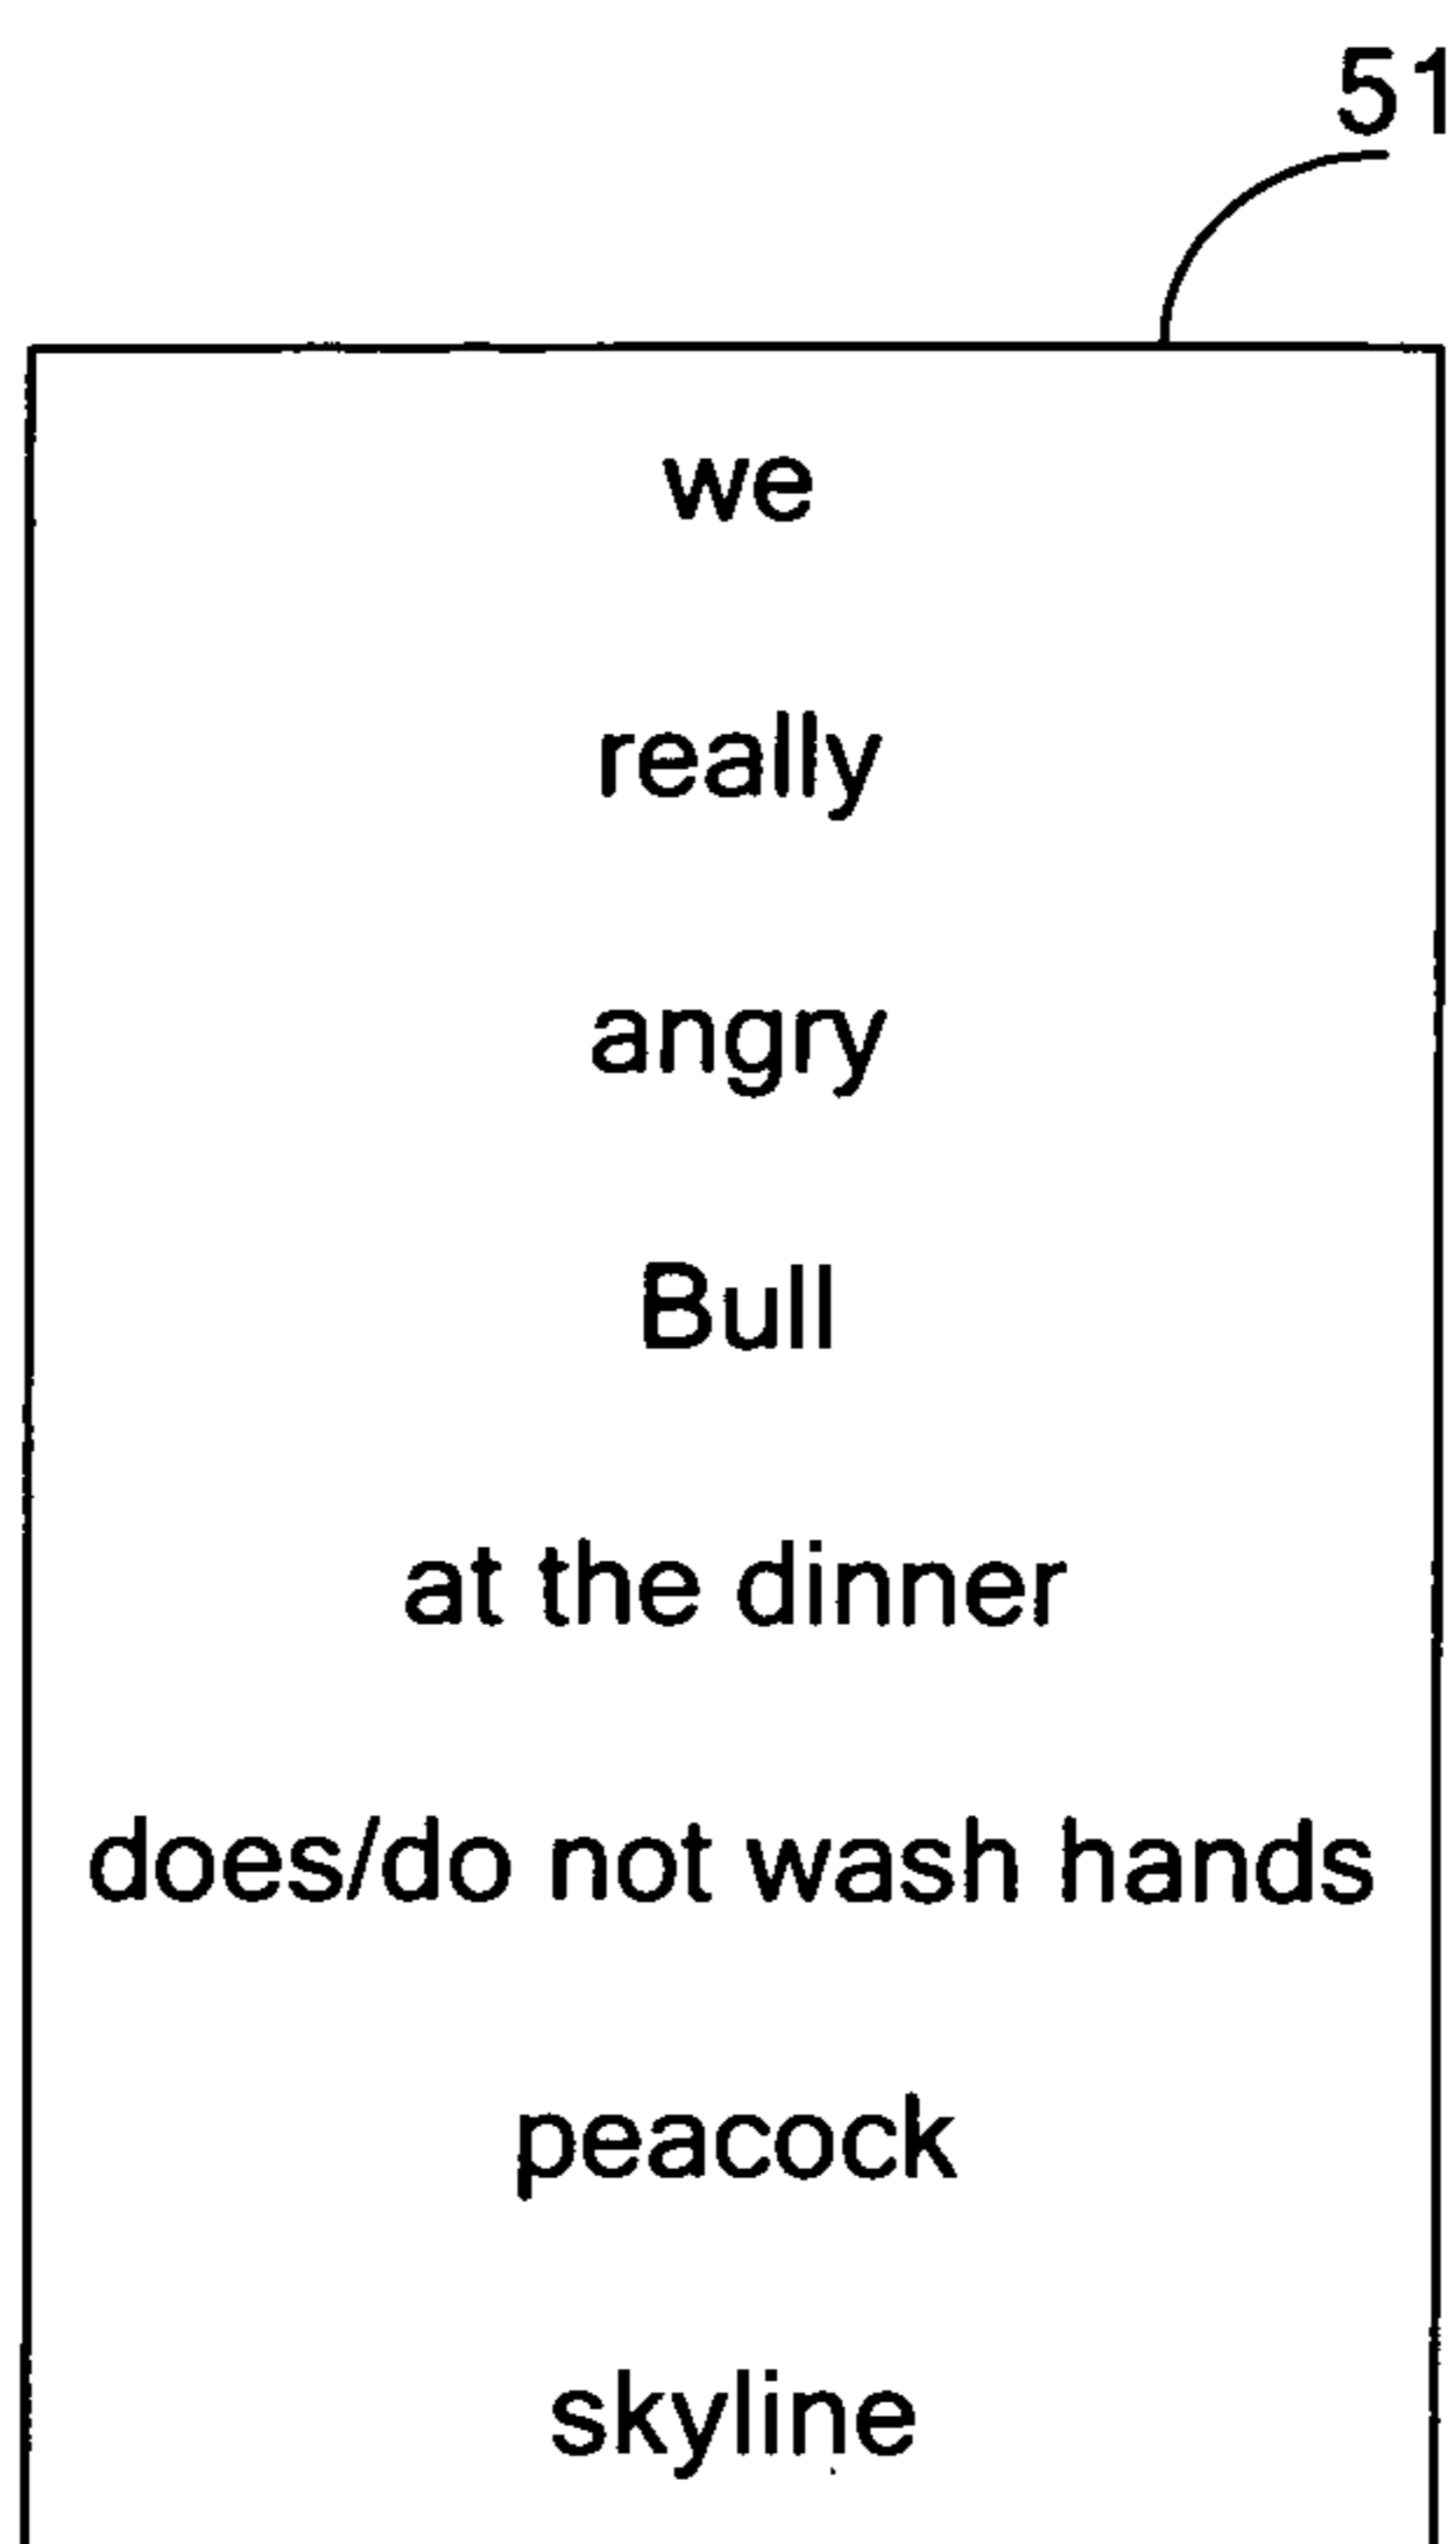 51
we
really
angry
Bull
at the dinner
does/do not wash hands
peacock
skyline